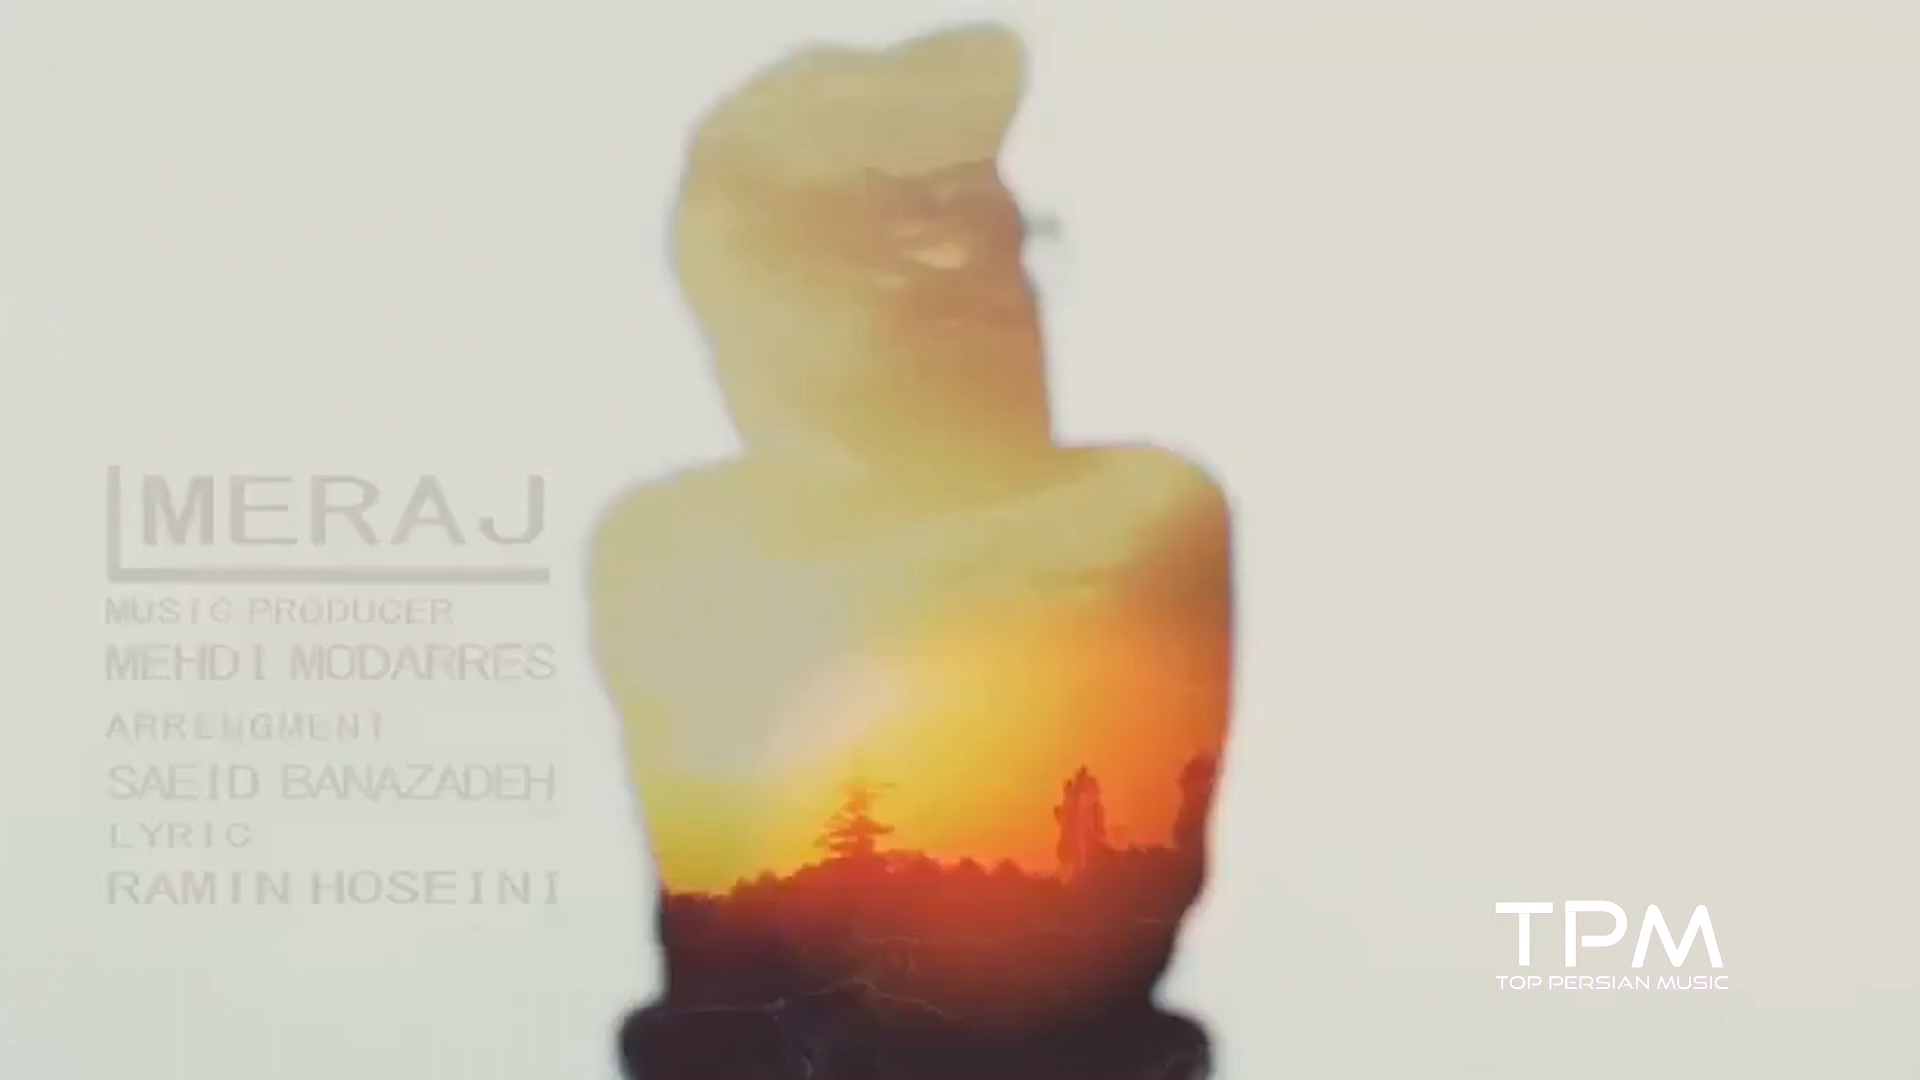 MERAJ
MUSIC PRODUCER
MEHDI MODARRES
ARRENGMENT
SAEID BANAZADEH
LYRIC
RAMIN HOSEINI
TPM
TOP PERSIAN MUSIC